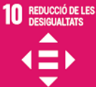 10 REDUCCIÓ DE LES
DESIGUALTATS